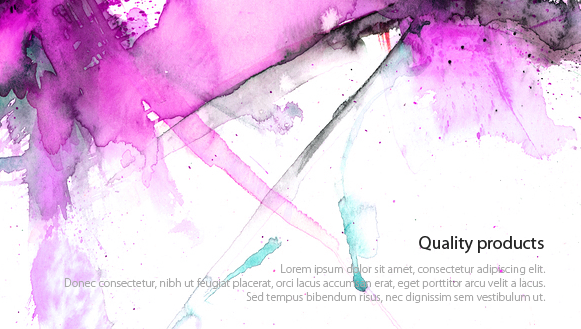 Quality products
Lorem ipsum dolor sit amet, consectetur adipiscing elit.
Donec consectetur, nibh ut feugiat placerat, orci lacus accumsan erat, eget porttitor arcu velit a lacus.
Sed tempus bibendum risus, nec dignissim sem vestibulum ut.